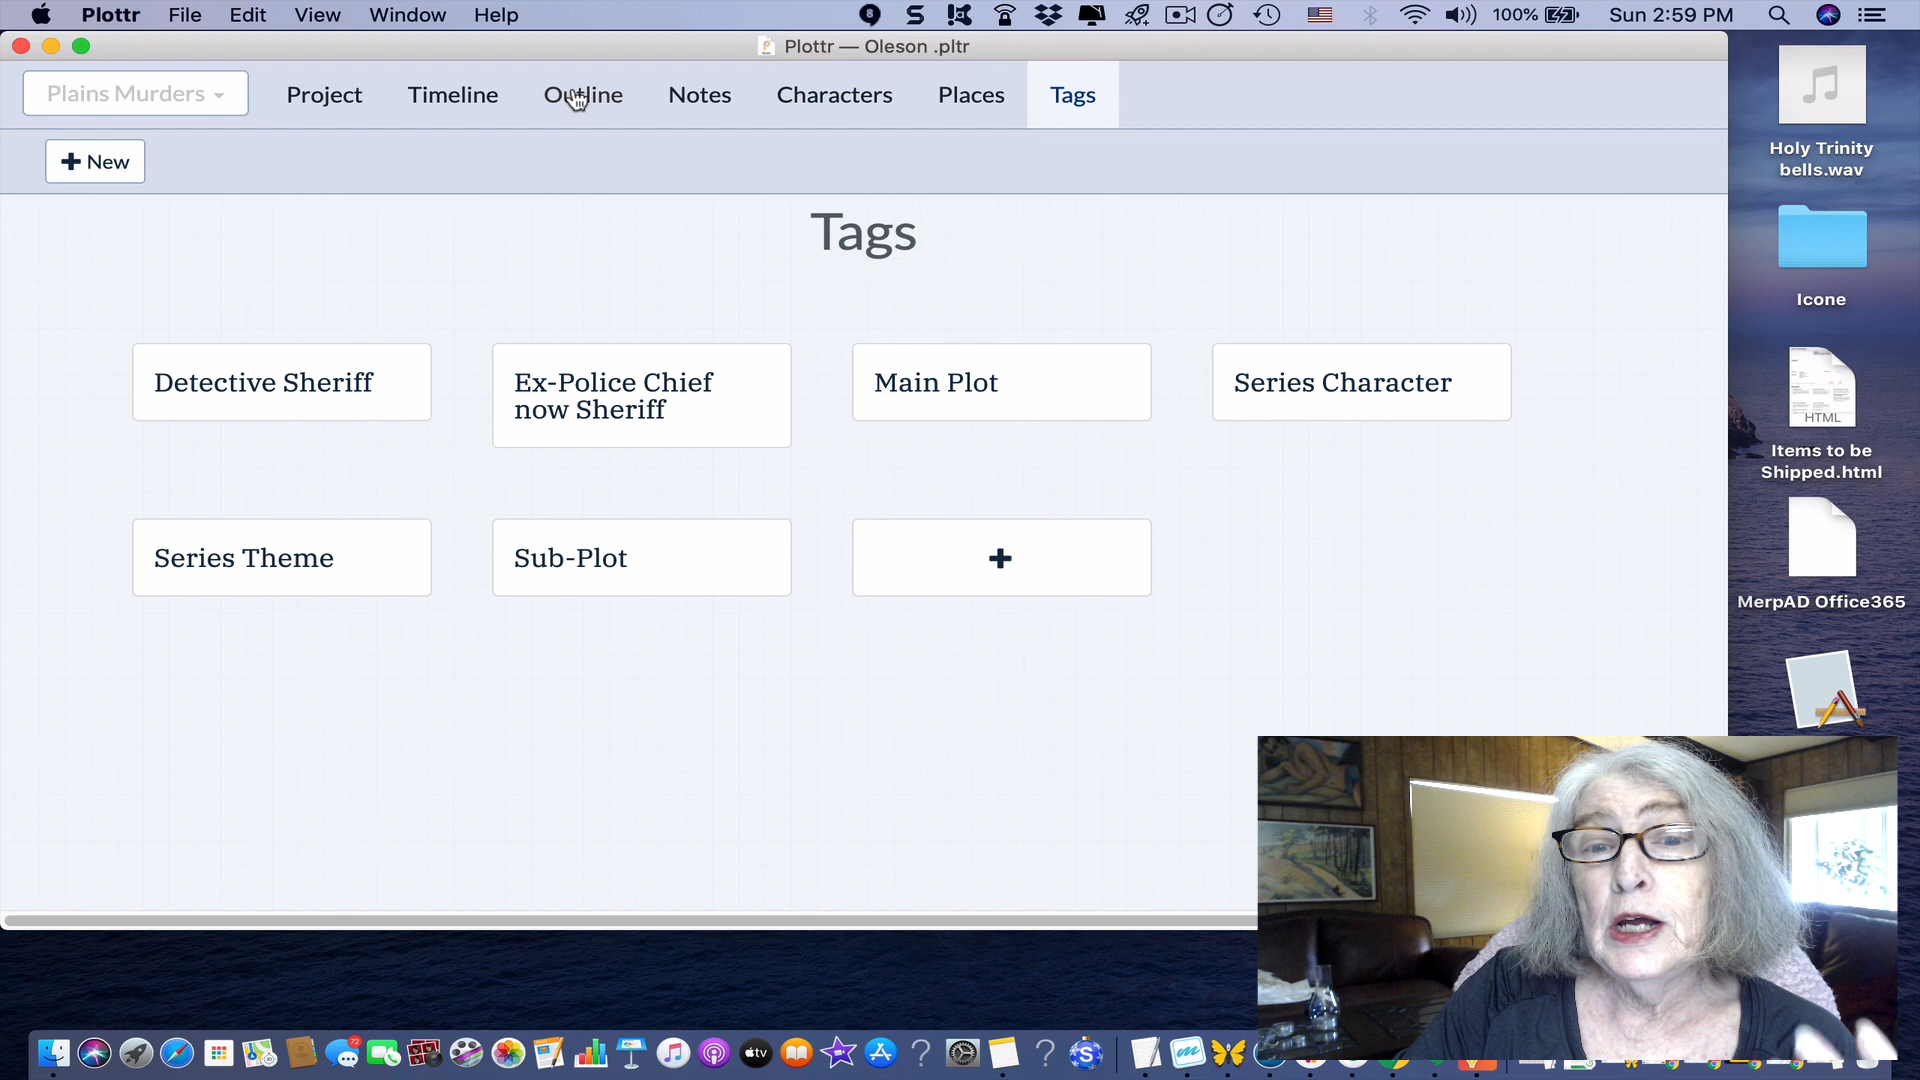 Plottr File Edit View Window Help
100% Sun 2:59 PM
Plottr — Oleson .pltr
Plains Murders Project Timeline Outline Notes Characters Places Tags
New
Tags
Detective Sheriff
Ex-Police Chief
now Sheriff
Main Plot
Series Character
Series Theme
Sub-Plot
Holy Trinity
bells.wav
Icone
HTML
Items to be
Shipped.html
MerpAD Office365
72
tv